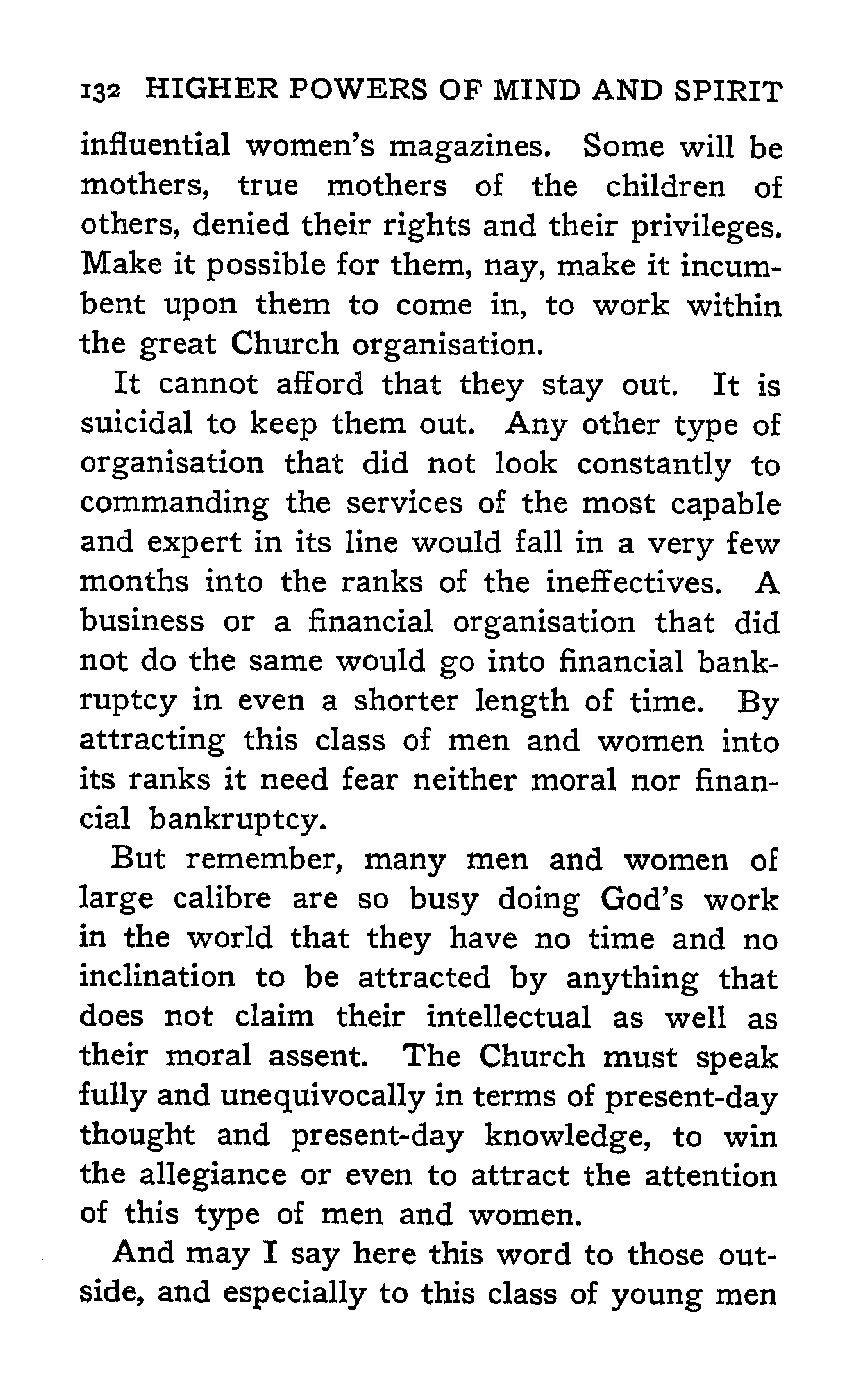 132 HIGHER POWERS OF MIND AND SPIRIT
influential women's magazines. Some will be
mothers, true mothers of the children of
others, denied their rights and their privileges.
Make it possible for them, nay, make it incum-
bent upon them to come in, to work within
the great Church organisation.
It cannot afford that they stay out. It is
suicidal to keep them out. Any other type of
organisation that did not look constantly to
commanding the services of the most capable
and expert in its line would fall in a very few
months into the ranks of the ineffectives. A
business or a financial organisation that did
not do the same would go into financial bank-
ruptcy in even a shorter length of time. By
attracting this class of men and women into
its ranks it need fear neither moral nor finan-
cial bankruptcy.
But remember, many men and women of
large calibre are so busy doing God's work
in the world that they have no time and no
inclination to be attracted by anything that
does not claim their intellectual as well as
their moral assent. The Church must speak
fully and unequivocally in terms of present-day
thought and present-day knowledge, to win
the allegiance or even to attract the attention
of this type of men and women.
And may I say here this word to those out-
side, and especially to this class of young men